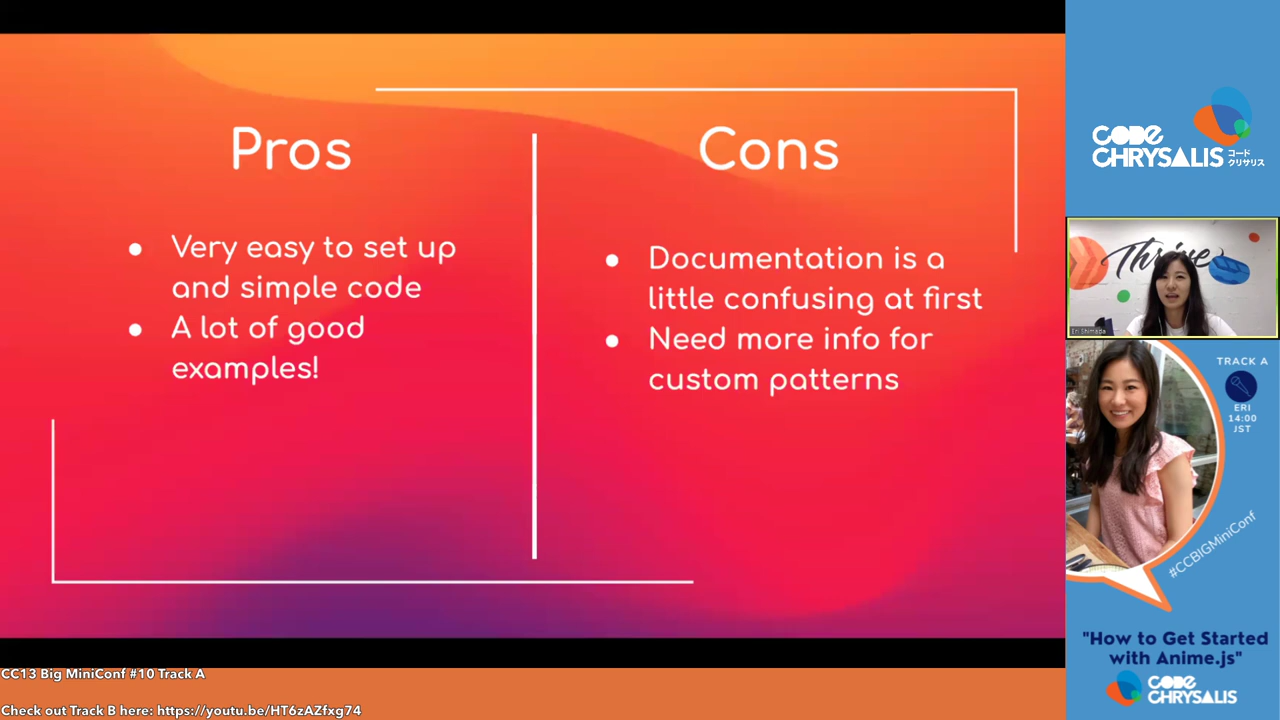 Pros
Very easy to set up
and simple code
A lot of good
examples!
Cons
Documentation is a
little confusing at first
Need more info for
custom patterns
CODE
CHRYSALIS
コード
クリサリス
Thrive
Eri Shimada
TRACK A
ERI
14:00
JST
#CCBIGMiniConf
"How to Get Started
with Anime.js"
CODE
CHRYSALIS
CC13 Big MiniConf #10 Track A
Check out Track B here: https://youtu.be/HT6zAZfxg74